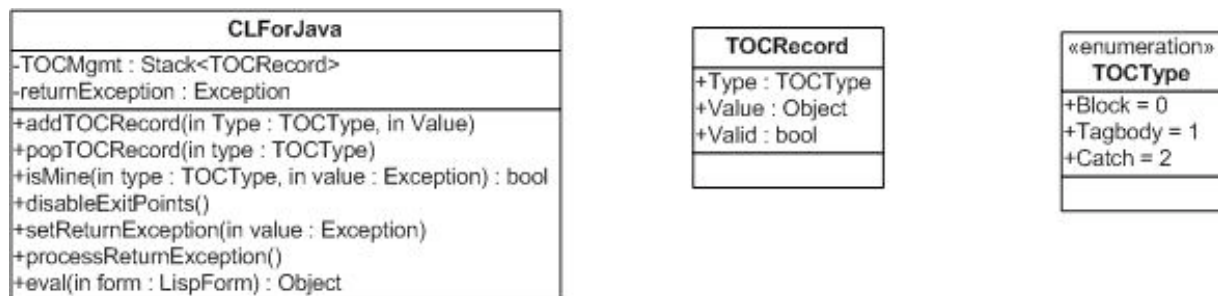 CLForJava
-TOCMgmt : Stack<TOCRecord>
-returnException : Exception
+addTOCRecord(in Type : TOCType, in Value)
+popTOCRecord(in type : TOCType)
+isMine(in type : TOCType, in value : Exception) : bool
+disableExitPoints()
+setReturnException(in value : Exception)
+processReturnException()
+eval(in form : LispForm) : Object
TOCRecord
+Type : TOCType
+Value : Object
+Valid : bool
«enumeration»
TOCType
+Block = 0
+Tagbody = 1
+Catch = 2